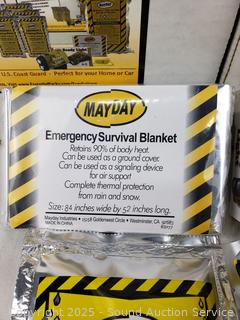 U.S. Coast Guard - Perfect for your Home or Car
MAYDAY
Emergency Survival Blanket
Retains 90% of body heat.
Can be used as a ground cover.
Can be used as a signaling device
for air support
Complete thermal protection
from rain and snow.
Size: 84 inches wide by 52 inches long.
Mayday Industries • Goldenwest Circle • Westminster, CA
MADE IN CHINA
© 2025 - Sound Auction Service